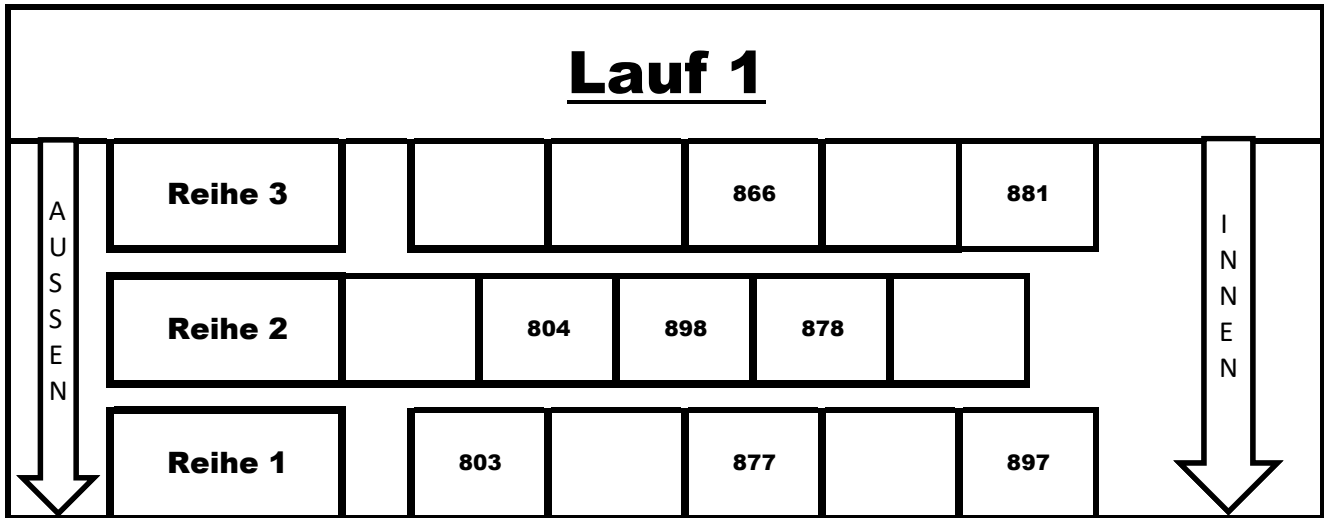 Lauf 1
AUSSEN
Reihe 3 866 881
Reihe 2 804 898 878
Reihe 1 803 877 897
INNEN